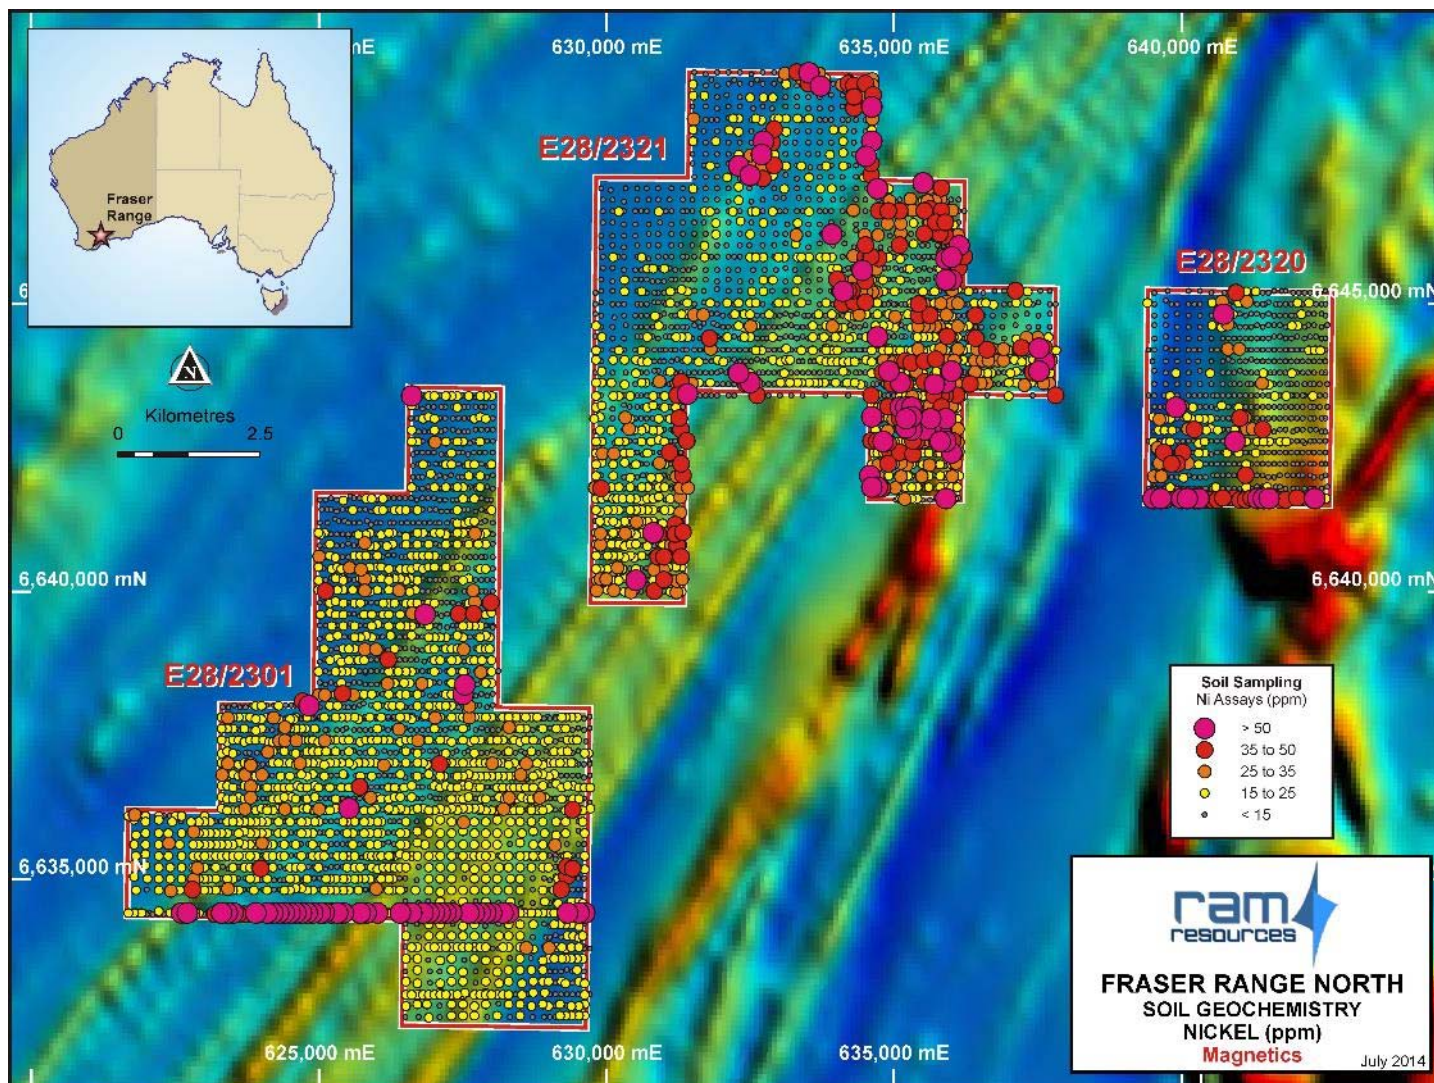 mE
630,000 mE
635,000 mE
640,000 mE
Fraser
Range
E28/2321
E28/2320
6
6,645,000 mN
N
Kilometres
0 2.5
6,640,000 mN
6,640,000 mN
E28/2301
Soil Sampling
Ni Assays (ppm)
> 50
35 to 50
25 to 35
15 to 25
< 15
6,635,000 mN
ram
resources
FRASER RANGE NORTH
SOIL GEOCHEMISTRY
NICKEL (ppm)
Magnetics
July 2014
625,000 mE
630,000 mE
635,000 mE